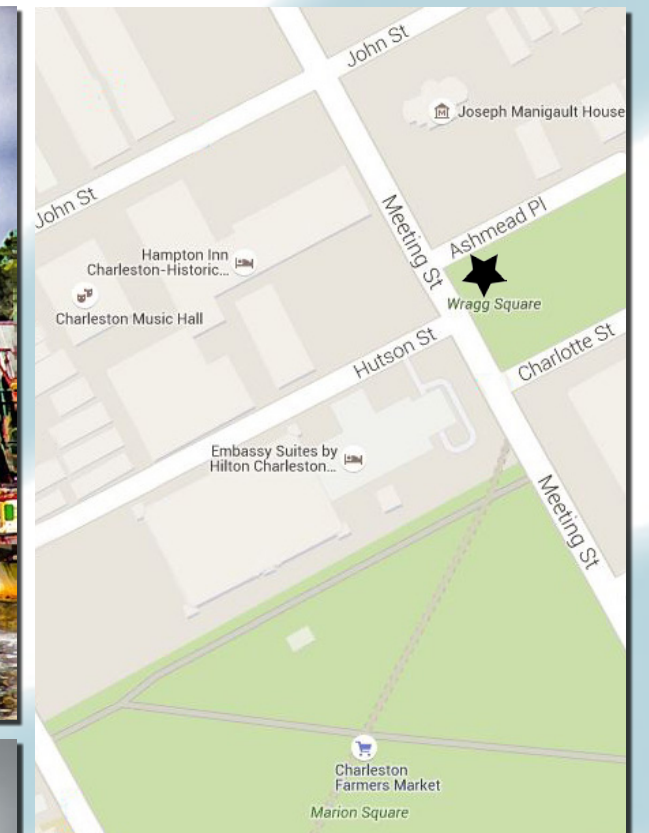 John St
Joseph Manigault House
John St
Meeting St
Ashmead Pl
Hampton Inn
Charleston-Historic...
Wragg Square
Charleston Music Hall
Hutson St
Charlotte St
Embassy Suites by
Hilton Charleston...
Meeting St
Charleston
Farmers Market
Marion Square